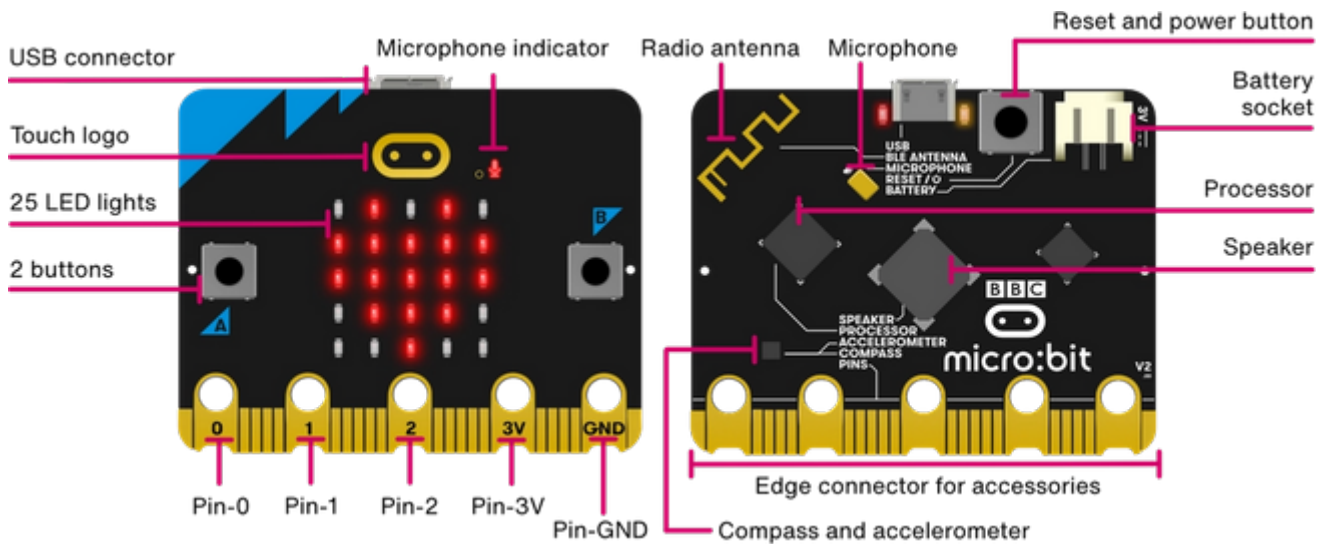 Reset and power button
USB connector
Microphone indicator
Radio antenna
Microphone
Battery
socket
Touch logo
25 LED lights
2 buttons
A
B
0
1
2
3V
GND
Pin-0
Pin-1
Pin-2
Pin-3V
Pin-GND
3V
USB
BLE ANTENNA
MICROPHONE
RESET /
BATTERY
Processor
Speaker
BBC
micro:bit
SPEAKER
PROCESSOR
ACCELEROMETER
COMPASS
PINS
V2
Edge connector for accessories
Compass and accelerometer